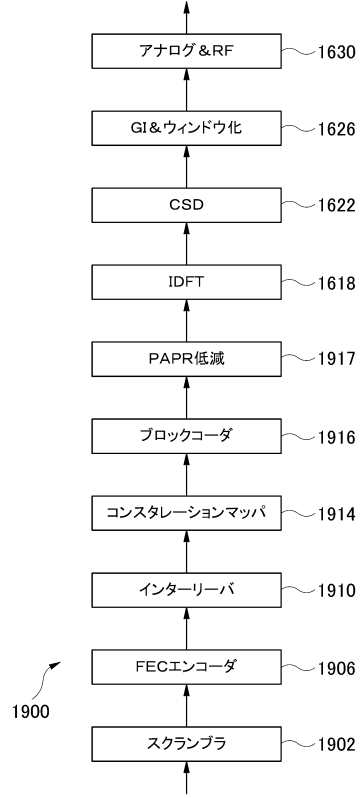 アナログ＆RF 1630
GI＆ウィンドウ化 1626
CSD 1622
IDFT 1618
PAPR低減 1917
ブロックコーダ 1916
コンスタレーションマッパ 1914
インターリーバ 1910
FECエンコーダ 1906
1900
スクランブラ 1902